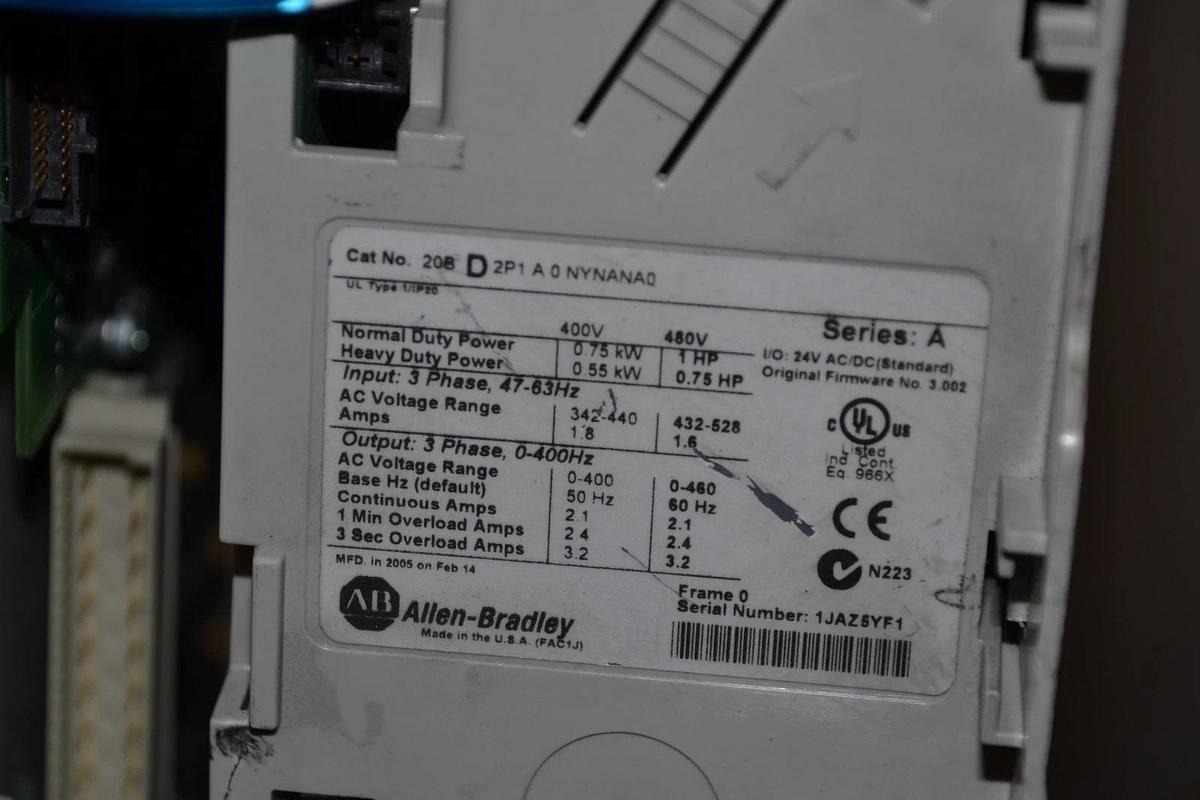 Cat No. 20B D 2P1 A 0 NYNANA0
UL Type 1/IP20
400V 480V Series: A
Normal Duty Power 0.75 kW 1 HP I/O: 24V AC/DC(Standard)
Heavy Duty Power 0.55 kW 0.75 HP Original Firmware No. 3.002
Input: 3 Phase, 47-63Hz
AC Voltage Range 342-440 432-528
Amps 1.8 1.6
C UL US
Listed
Ind Cont
Eq. 966X
Output: 3 Phase, 0-400Hz
AC Voltage Range 0-400 0-460
Base Hz (default) 50 Hz 60 Hz
Continuous Amps 2.1 2.1
1 Min Overload Amps 2.4 2.4
3 Sec Overload Amps 3.2 3.2
CE
N223
MFD. in 2005 on Feb 14
Frame 0
Serial Number: 1JAZ5YF1
AB Allen-Bradley
Made in the U.S.A. (FAC1J)